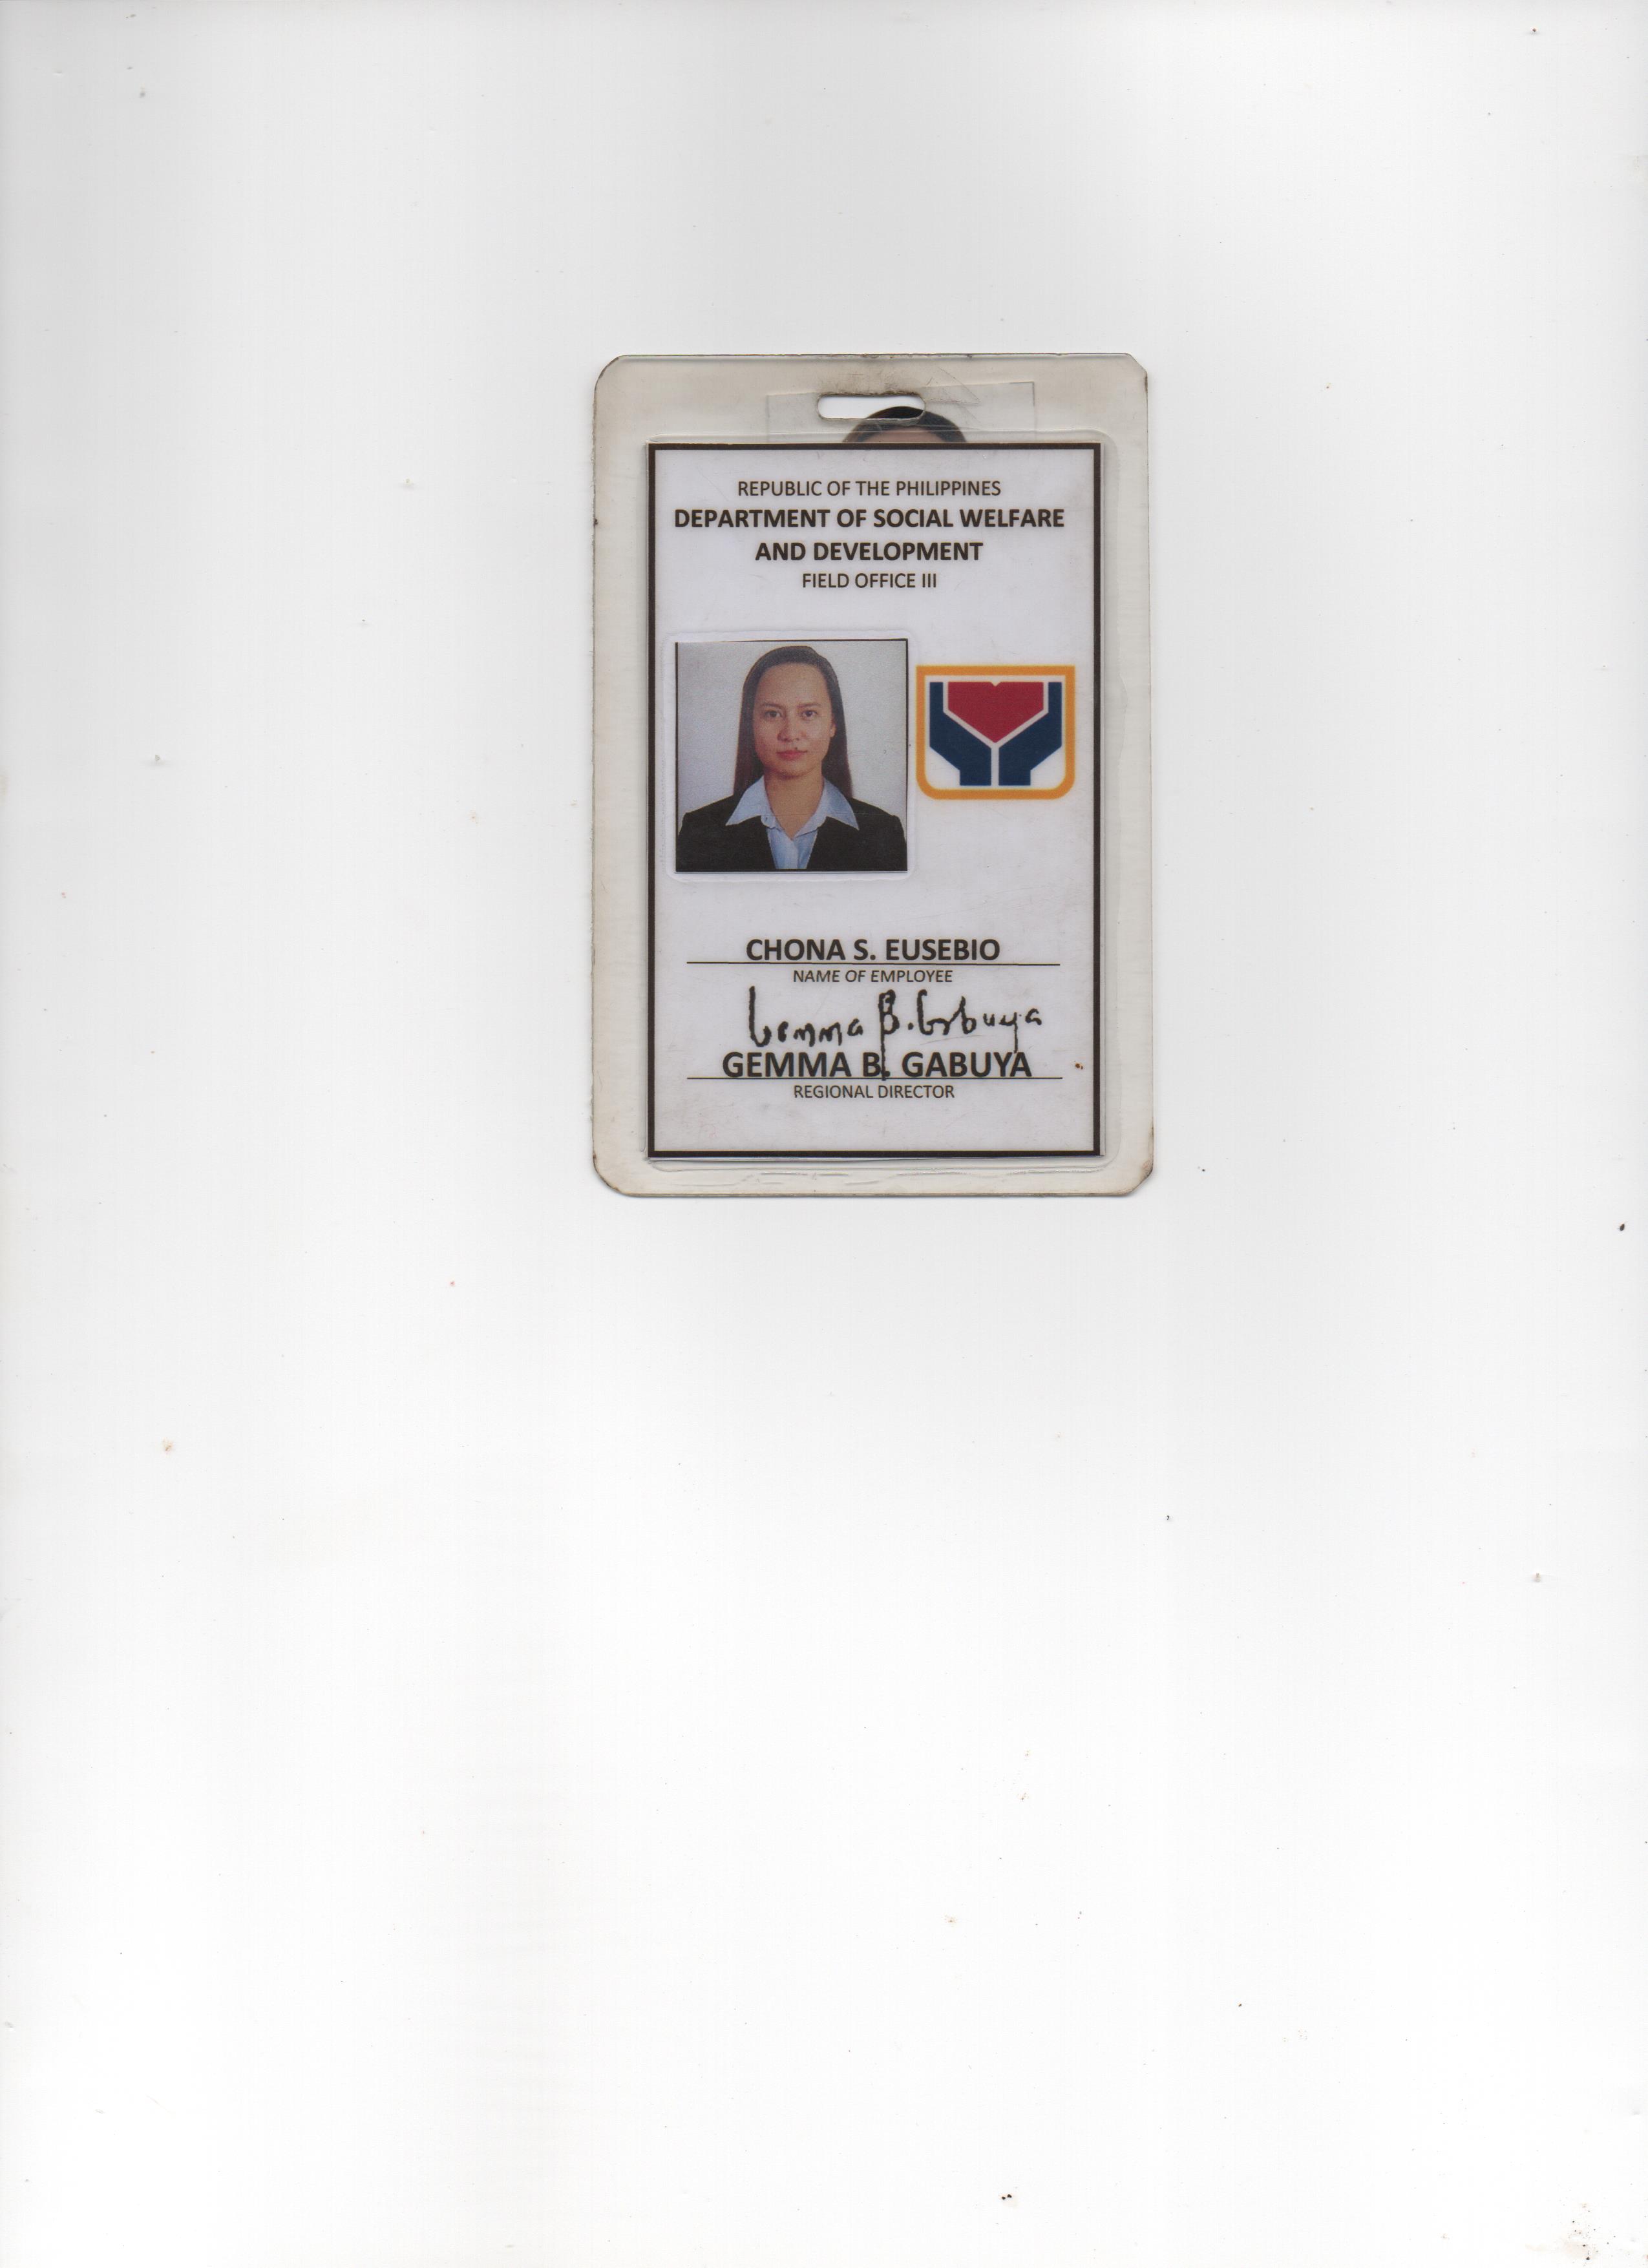 REPUBLIC OF THE PHILIPPINES
DEPARTMENT OF SOCIAL WELFARE
AND DEVELOPMENT
FIELD OFFICE III
CHONA S. EUSEBIO
NAME OF EMPLOYEE
Gemma B. Gabuya
GEMMA B. GABUYA
REGIONAL DIRECTOR